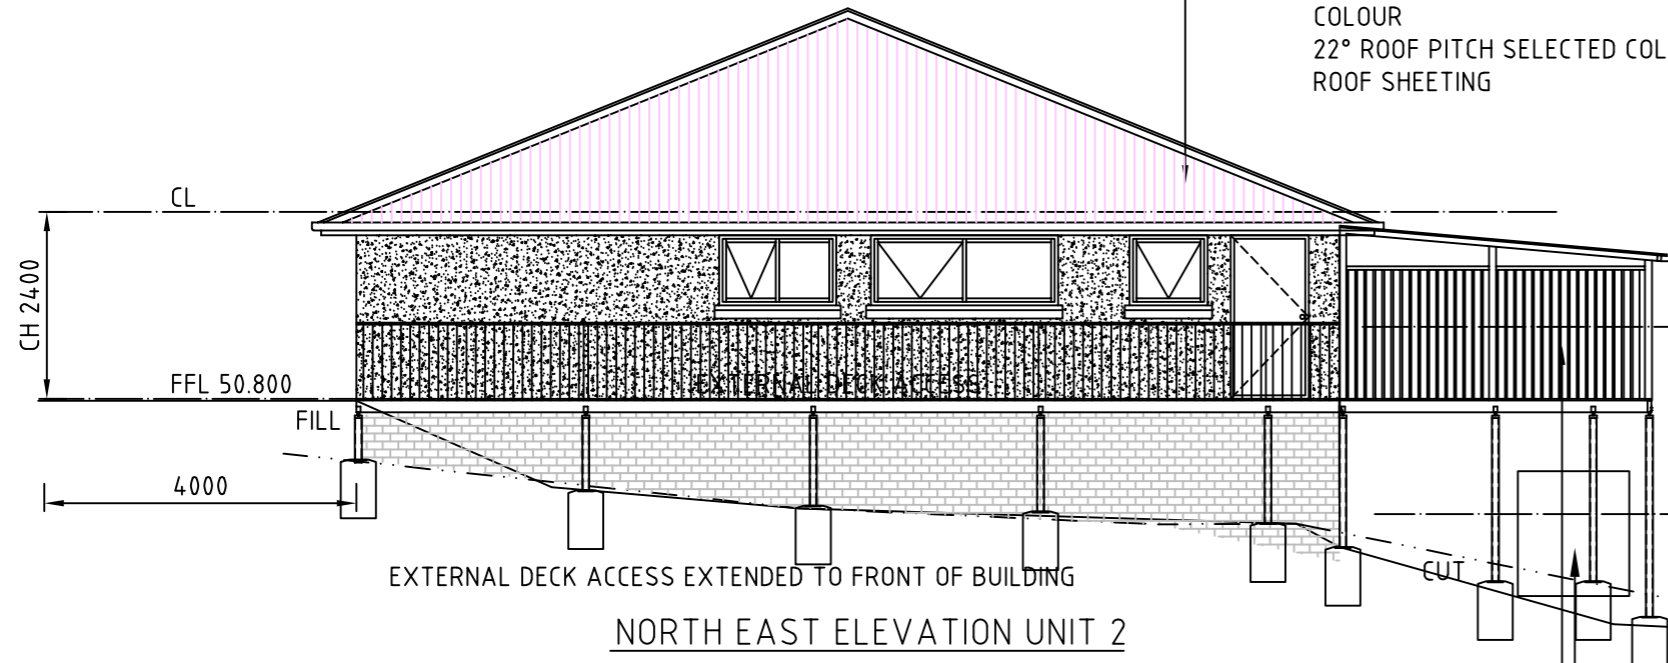 COLOUR
22° ROOF PITCH SELECTED COL
ROOF SHEETING
CL
CH 2400
FFL 50.800
EXTERNAL DECK ACCESS
FILL
4000
CUT
EXTERNAL DECK ACCESS EXTENDED TO FRONT OF BUILDING
NORTH EAST ELEVATION UNIT 2